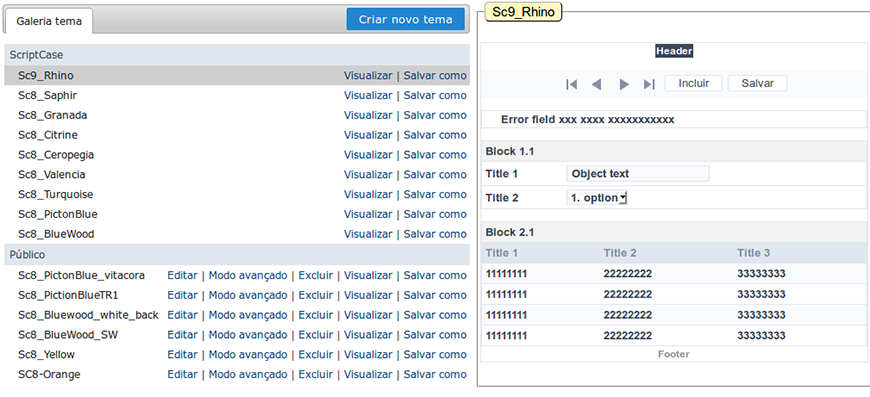 Galeria tema
Criar novo tema
ScriptCase
Sc9_Rhino Visualizar | Salvar como
Sc8_Saphir Visualizar | Salvar como
Sc8_Granada Visualizar | Salvar como
Sc8_Citrine Visualizar | Salvar como
Sc8_Ceropegia Visualizar | Salvar como
Sc8_Valencia Visualizar | Salvar como
Sc8_Turquoise Visualizar | Salvar como
Sc8_PictonBlue Visualizar | Salvar como
Sc8_BlueWood Visualizar | Salvar como
Público
Sc8_PictonBlue_vitacora Editar | Modo avançado | Excluir | Visualizar | Salvar como
Sc8_PictionBlueTR1 Editar | Modo avançado | Excluir | Visualizar | Salvar como
Sc8_Bluewood_white_back Editar | Modo avançado | Excluir | Visualizar | Salvar como
Sc8_BlueWood_SW Editar | Modo avançado | Excluir | Visualizar | Salvar como
Sc8_Yellow Editar | Modo avançado | Excluir | Visualizar | Salvar como
SC8-Orange Editar | Modo avançado | Excluir | Visualizar | Salvar como
Sc9_Rhino
Header
Incluir Salvar
Error field xxx xxxx xxxxxxxxxxx
Block 1.1
Title 1 Object text
Title 2 1. option
Block 2.1
Title 1 Title 2 Title 3
11111111 22222222 33333333
11111111 22222222 33333333
11111111 22222222 33333333
11111111 22222222 33333333
Footer